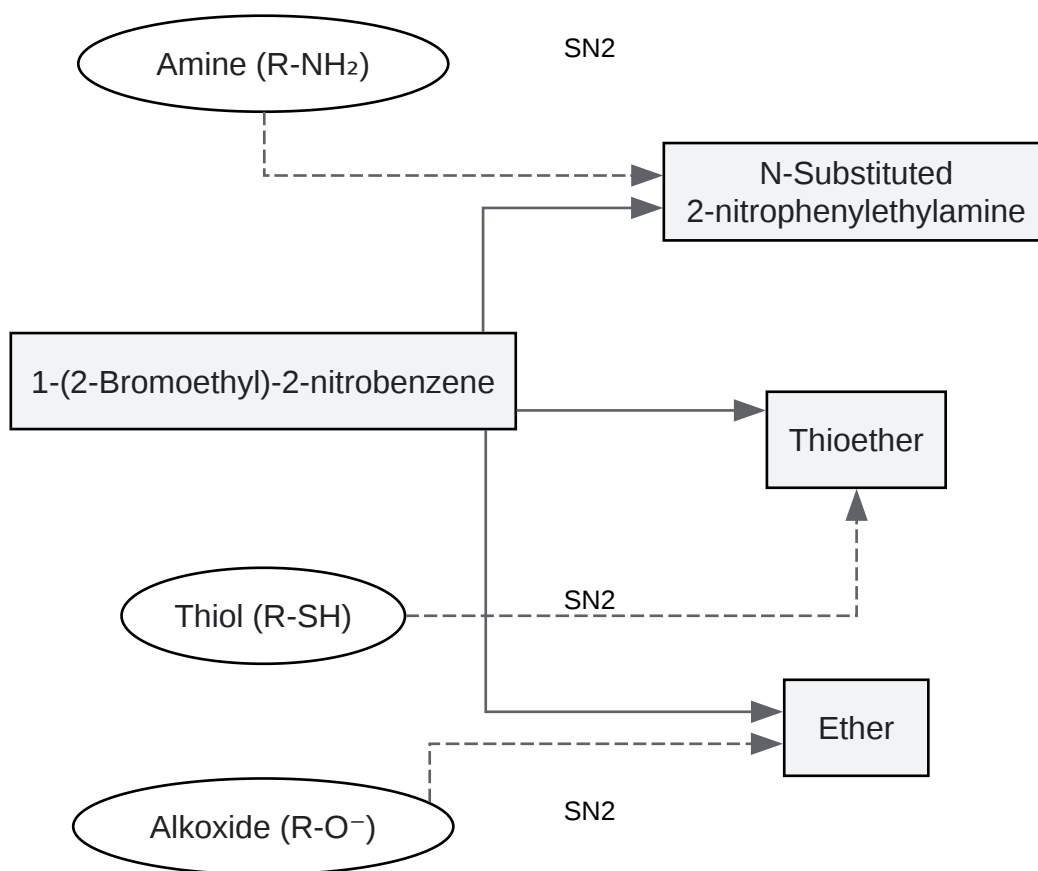 Amine (R-NH₂)
SN2
N-Substituted
2-nitrophenylethylamine
1-(2-Bromoethyl)-2-nitrobenzene
Thioether
Thiol (R-SH)
SN2
Ether
Alkoxide (R-O⁻)
SN2